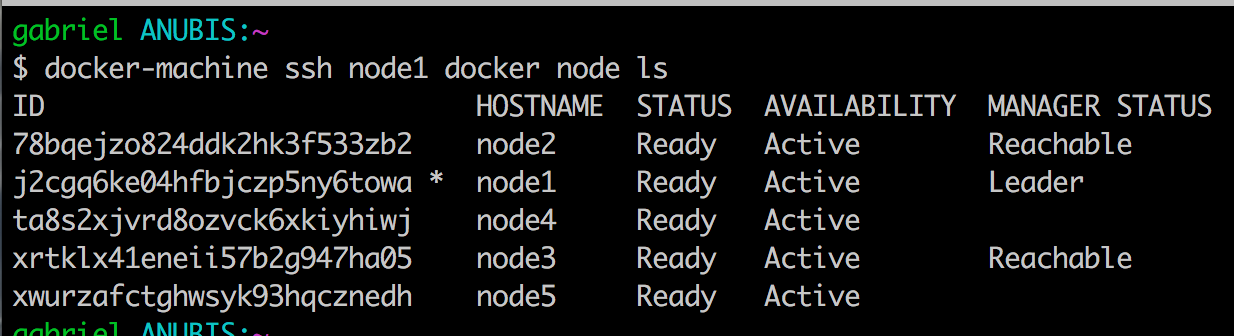 gabriel ANUBIS:~
$ docker-machine ssh node1 docker node ls
ID HOSTNAME STATUS AVAILABILITY MANAGER STATUS
78bqejzo824ddk2hk3f533zb2 node2 Ready Active Reachable
j2cgq6ke04hfbjczp5ny6towa * node1 Ready Active Leader
ta8s2xjvrd8ozvck6xkiyhiwj node4 Ready Active
xrtklx41eneii57b2g947ha05 node3 Ready Active Reachable
xwurzafctghwsyk93hqcznedh node5 Ready Active
gabriel ANUBIS:~